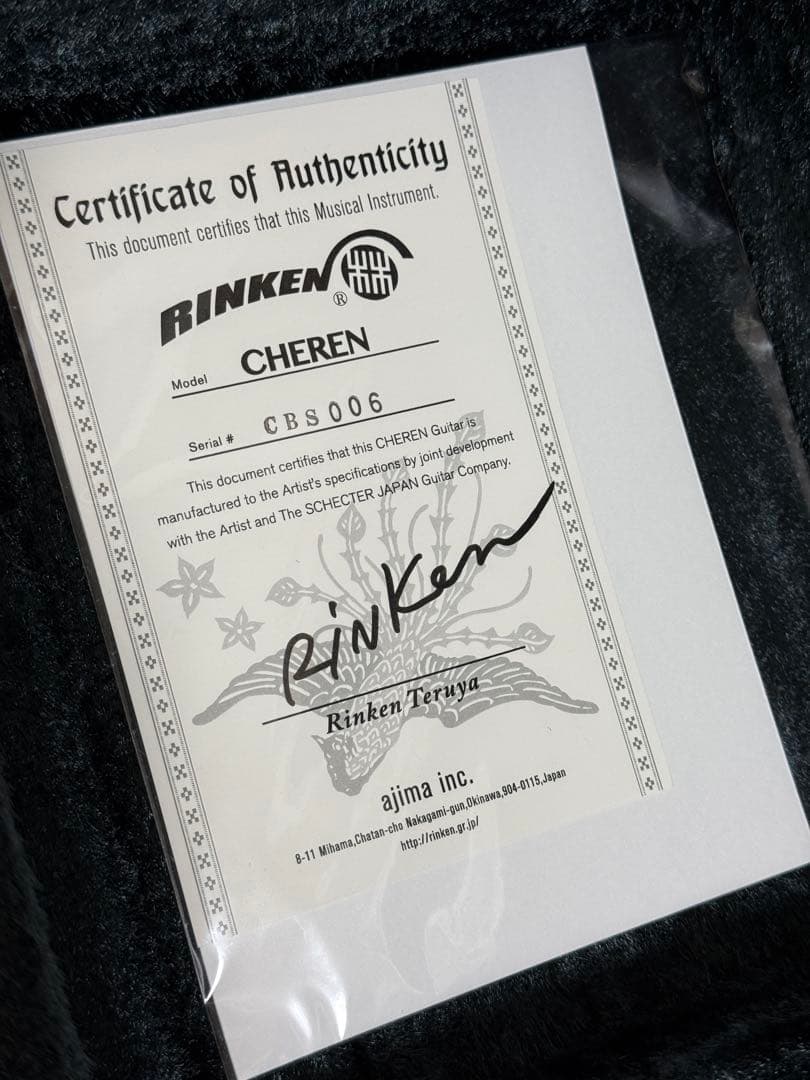 Certificate of Authenticity
This document certifies that this Musical Instrument.
RINKEN ®
Model CHEREN
Serial # CBS006
This document certifies that this CHEREN Guitar is
manufactured to the Artist's specifications by joint development
with the Artist and The SCHECTER JAPAN Guitar Company.
RiNKen
Rinken Teruya
ajima inc.
8-11 Mihama,Chatan-cho Nakagami-gun,Okinawa,904-0115,Japan
http://rinken.gr.jp/